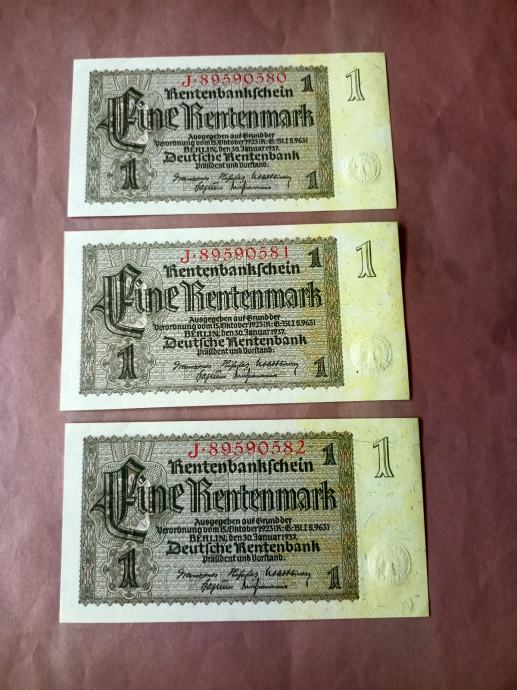 J·89590580
Rentenbankschein
1
1
Eine Rentenmark
Ausgegeben auf Grund der
Verordnung vom 15. Oktober 1923 (R.-G.-Bl. I S. 963)
BERLIN, den 30. Januar 1937.
Deutsche Rentenbank
Präsident und Vorstand:
1
1
J·89590581
1
Rentenbankschein
1
Eine Rentenmark
Ausgegeben auf Grund der
Verordnung vom 15. Oktober 1923 (R.-G.-Bl. I S. 963)
BERLIN, den 30. Januar 1937.
Deutsche Rentenbank
Präsident und Vorstand:
1
1
J·89590582
1
Rentenbankschein
1
Eine Rentenmark
Ausgegeben auf Grund der
Verordnung vom 15. Oktober 1923 (R.-G.-Bl. I S. 963)
BERLIN, den 30. Januar 1937.
Deutsche Rentenbank
Präsident und Vorstand:
1
1